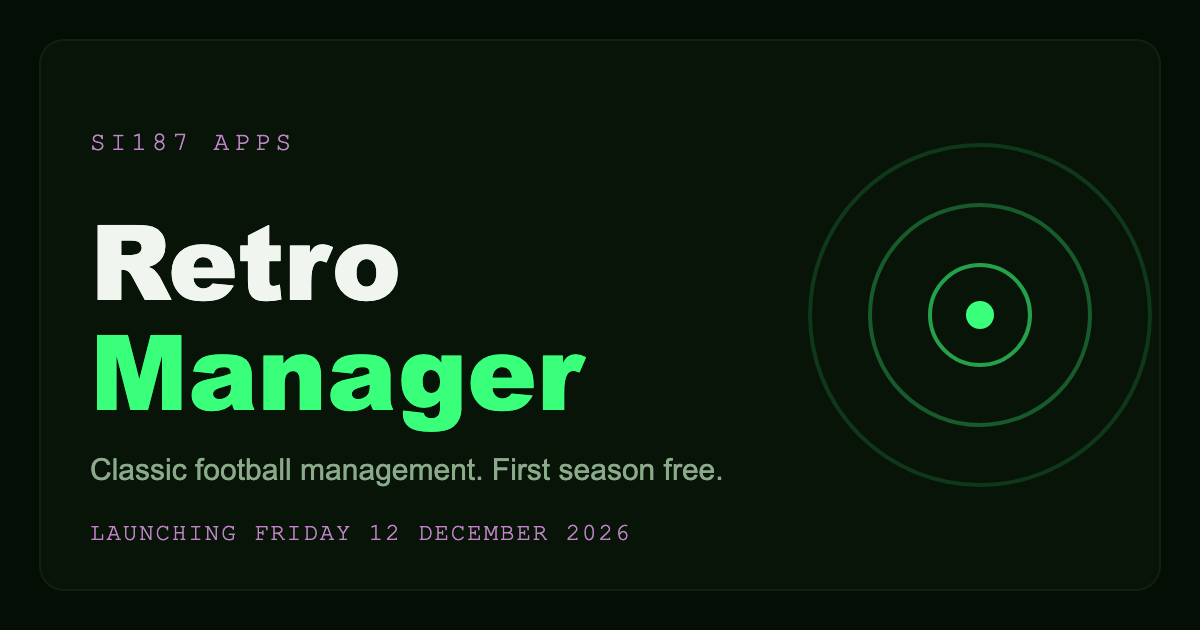 SI187 APPS
Retro
Manager
Classic football management. First season free.
LAUNCHING FRIDAY 12 DECEMBER 2026